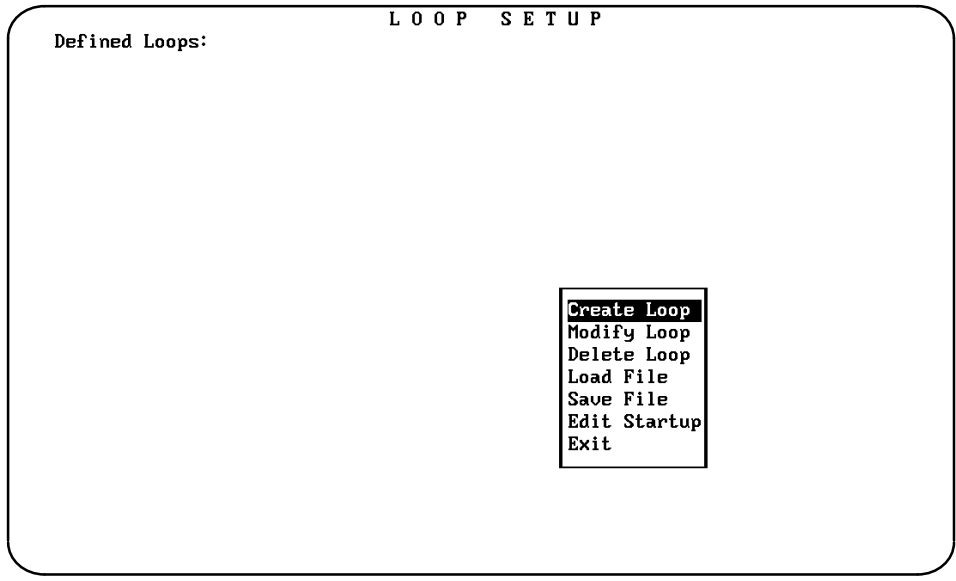 L O O P   S E T U P
Defined Loops:
Create Loop
Modify Loop
Delete Loop
Load File
Save File
Edit Startup
Exit